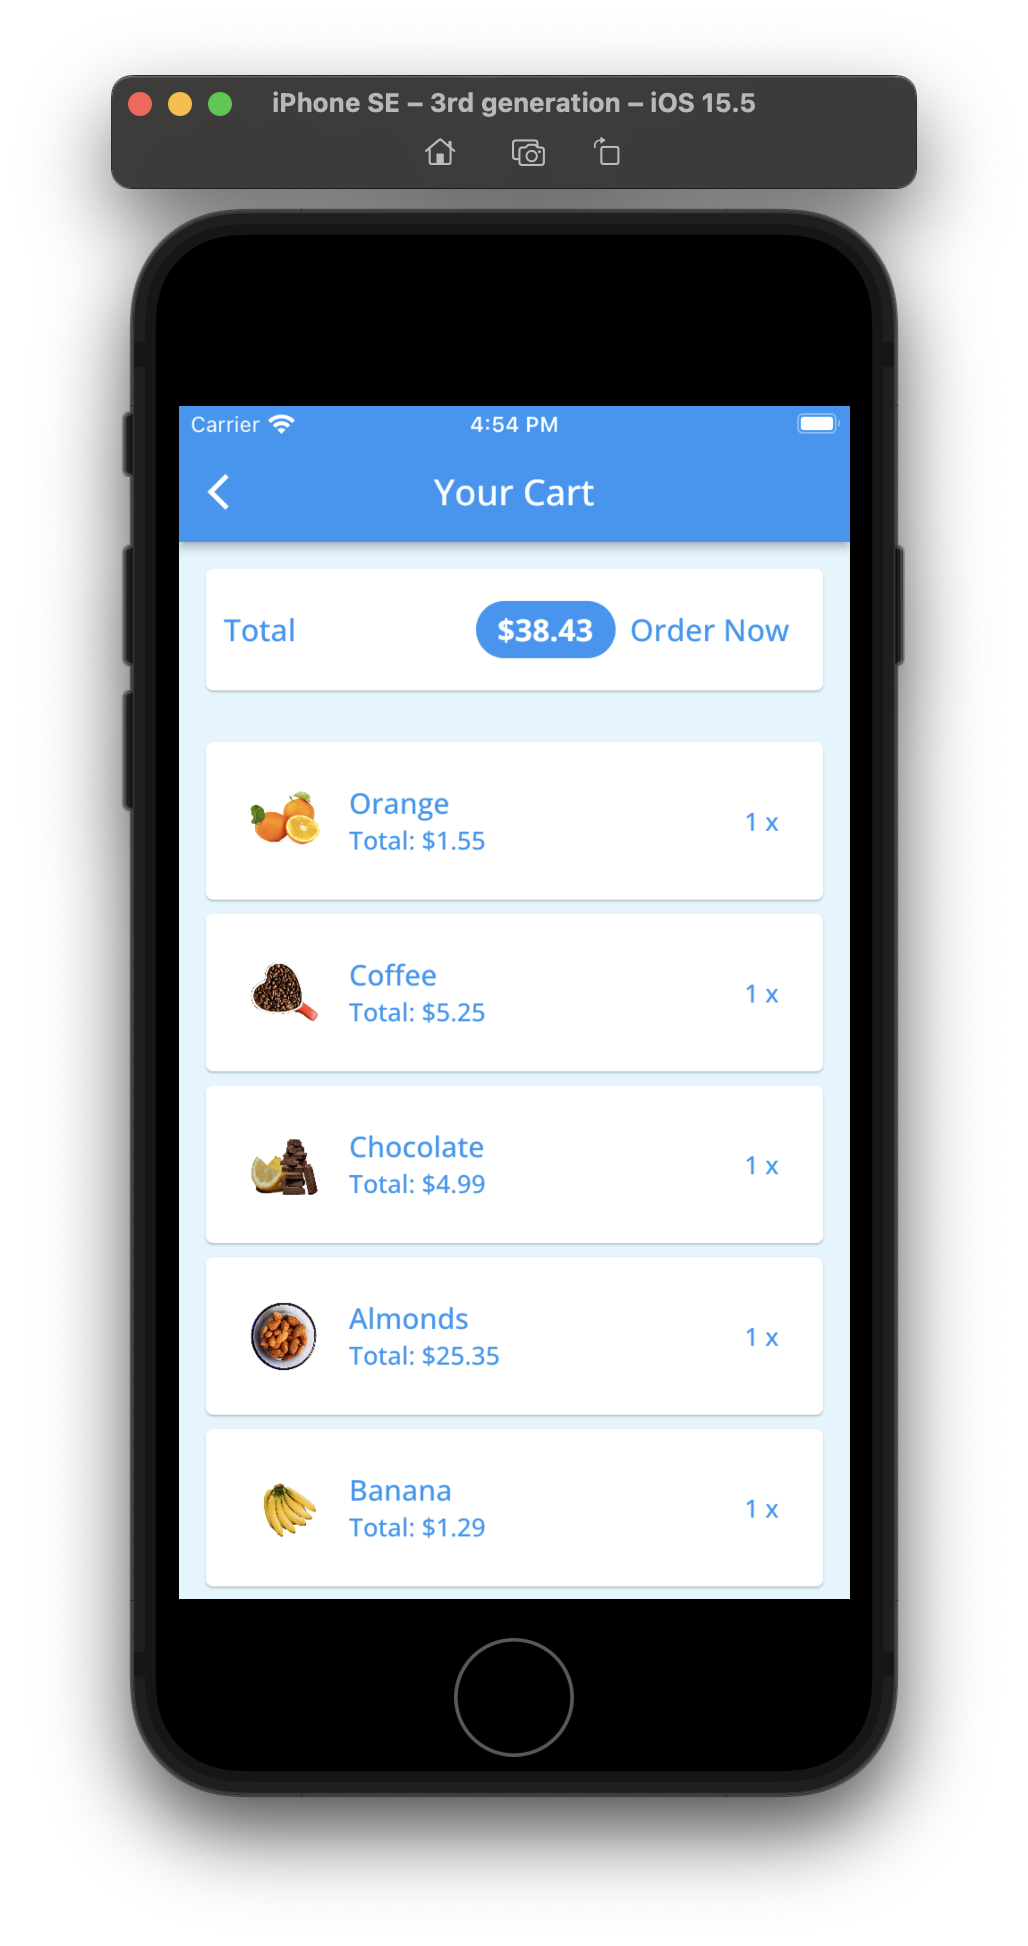 iPhone SE – 3rd generation – iOS 15.5
Carrier 4:54 PM
Your Cart
Total $38.43 Order Now
Orange
Total: $1.55
1 x
Coffee
Total: $5.25
1 x
Chocolate
Total: $4.99
1 x
Almonds
Total: $25.35
1 x
Banana
Total: $1.29
1 x